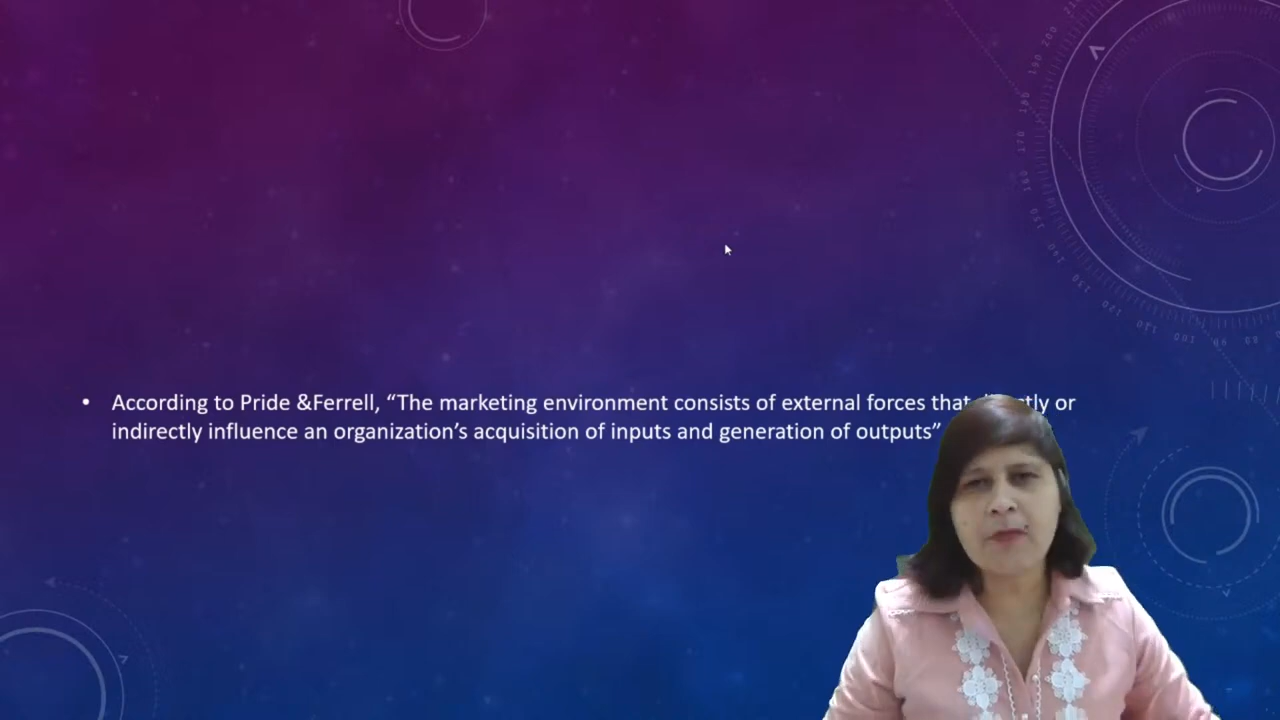 • According to Pride &Ferrell, “The marketing environment consists of external forces that or
indirectly influence an organization’s acquisition of inputs and generation of outputs”